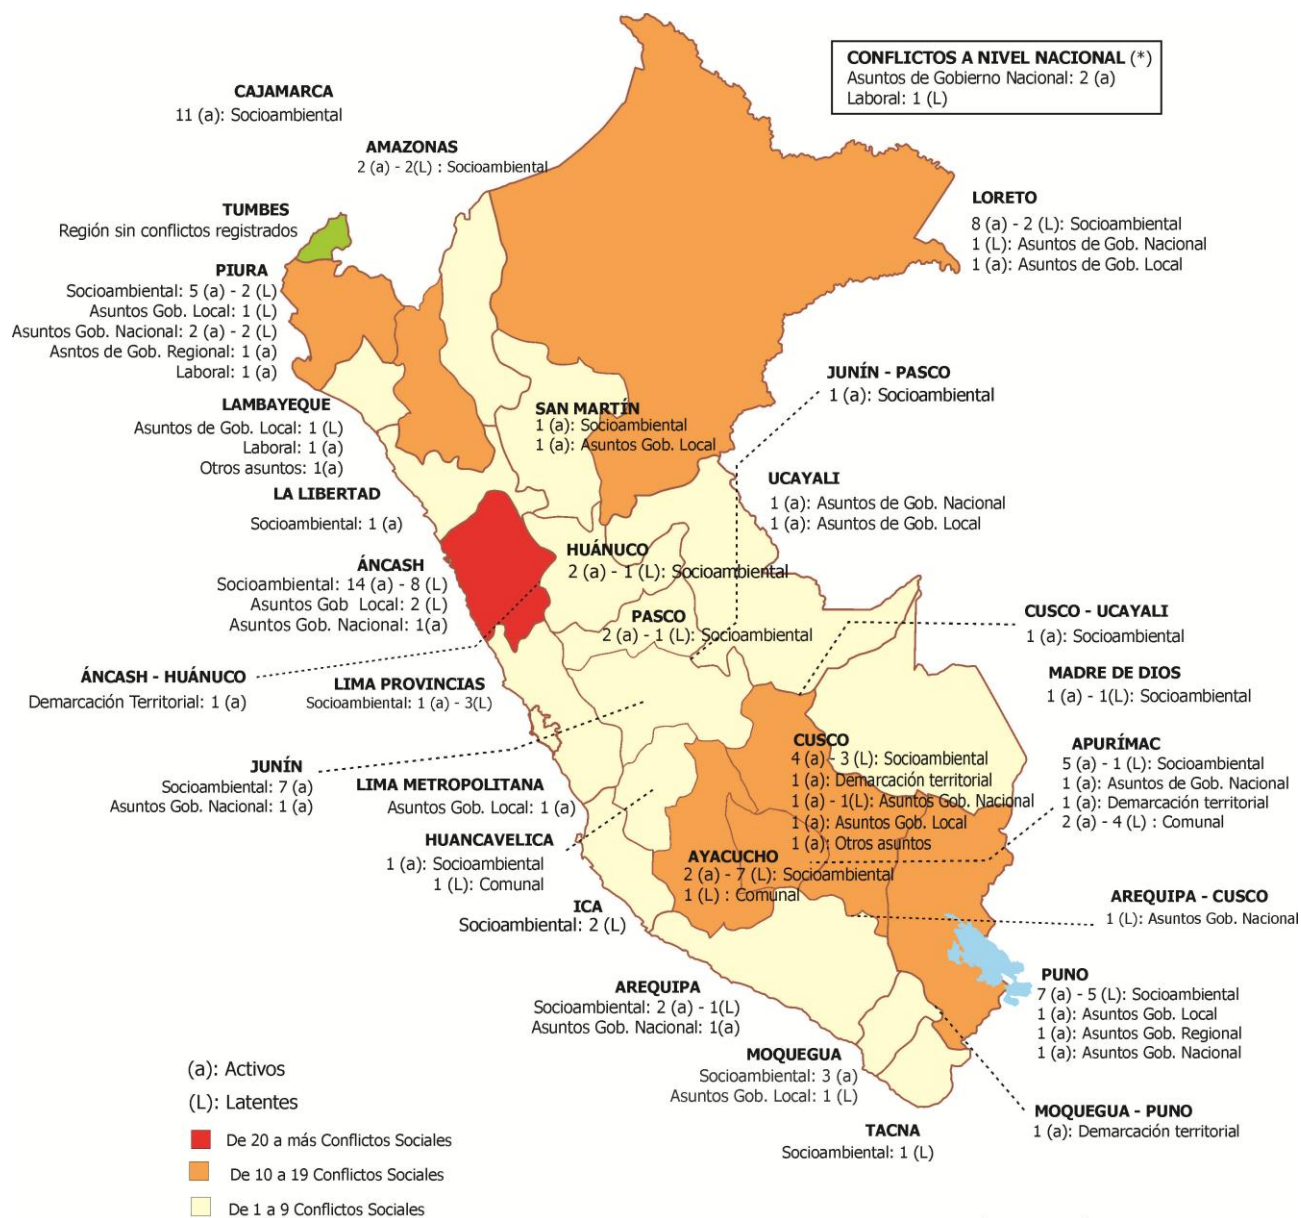 CONFLICTOS A NIVEL NACIONAL (*)
Asuntos de Gobierno Nacional: 2 (a)
Laboral: 1 (L)
CAJAMARCA
11 (a): Socioambiental
AMAZONAS
2 (a) - 2(L) : Socioambiental
TUMBES
Región sin conflictos registrados
LORETO
8 (a) - 2 (L): Socioambiental
1 (L): Asuntos de Gob. Nacional
1 (a): Asuntos de Gob. Local
PIURA
Socioambiental: 5 (a) - 2 (L)
Asuntos Gob. Local: 1 (L)
Asuntos Gob. Nacional: 2 (a) - 2 (L)
Asntos de Gob. Regional: 1 (a)
Laboral: 1 (a)
JUNÍN - PASCO
1 (a): Socioambiental
LAMBAYEQUE
Asuntos de Gob. Local: 1 (L)
Laboral: 1 (a)
Otros asuntos: 1(a)
SAN MARTÍN
1 (a): Socioambiental
1 (a): Asuntos Gob. Local
UCAYALI
1 (a): Asuntos de Gob. Nacional
1 (a): Asuntos de Gob. Local
LA LIBERTAD
Socioambiental: 1 (a)
ÁNCASH
Socioambiental: 14 (a) - 8 (L)
Asuntos Gob Local: 2 (L)
Asuntos Gob. Nacional: 1(a)
HUÁNUCO
2 (a) - 1 (L): Socioambiental
PASCO
2 (a) - 1 (L): Socioambiental
CUSCO - UCAYALI
1 (a): Socioambiental
ÁNCASH - HUÁNUCO
Demarcación Territorial: 1 (a)
LIMA PROVINCIAS
Socioambiental: 1 (a) - 3(L)
MADRE DE DIOS
1 (a) - 1(L): Socioambiental
JUNÍN
Socioambiental: 7 (a)
Asuntos Gob. Nacional: 1 (a)
LIMA METROPOLITANA
Asuntos Gob. Local: 1 (a)
CUSCO
4 (a) - 3 (L): Socioambiental
1 (a): Demarcación territorial
1 (a) - 1(L): Asuntos Gob. Nacional
1 (a): Asuntos Gob. Local
1 (a): Otros asuntos
APURÍMAC
5 (a) - 1 (L): Socioambiental
1 (a): Asuntos de Gob. Nacional
1 (a): Demarcación territorial
2 (a) - 4 (L) : Comunal
HUANCAVELICA
1 (a): Socioambiental
1 (L): Comunal
AYACUCHO
2 (a) - 7 (L): Socioambiental
1 (L) : Comunal
ICA
Socioambiental: 2 (L)
AREQUIPA - CUSCO
1 (L): Asuntos Gob. Nacional
AREQUIPA
Socioambiental: 2 (a) - 1(L)
Asuntos Gob. Nacional: 1(a)
PUNO
7 (a) - 5 (L): Socioambiental
1 (a): Asuntos Gob. Local
1 (a): Asuntos Gob. Regional
1 (a): Asuntos Gob. Nacional
MOQUEGUA
Socioambiental: 3 (a)
Asuntos Gob. Local: 1 (L)
MOQUEGUA - PUNO
1 (a): Demarcación territorial
TACNA
Socioambiental: 1 (L)
(a): Activos
(L): Latentes
De 20 a más Conflictos Sociales
De 10 a 19 Conflictos Sociales
De 1 a 9 Conflictos Sociales